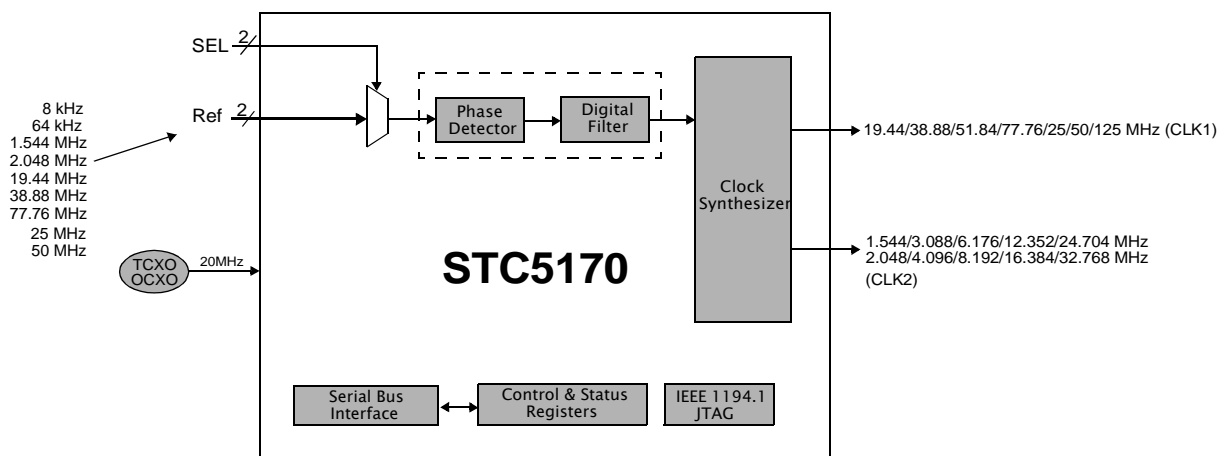 SEL
2
Ref
2
8 kHz
64 kHz
1.544 MHz
2.048 MHz
19.44 MHz
38.88 MHz
77.76 MHz
25 MHz
50 MHz
TCXO
OCXO
20MHz
Phase
Detector
Digital
Filter
Clock
Synthesizer
19.44/38.88/51.84/77.76/25/50/125 MHz (CLK1)
1.544/3.088/6.176/12.352/24.704 MHz
2.048/4.096/8.192/16.384/32.768 MHz
(CLK2)
STC5170
Serial Bus
Interface
Control & Status
Registers
IEEE 1194.1
JTAG